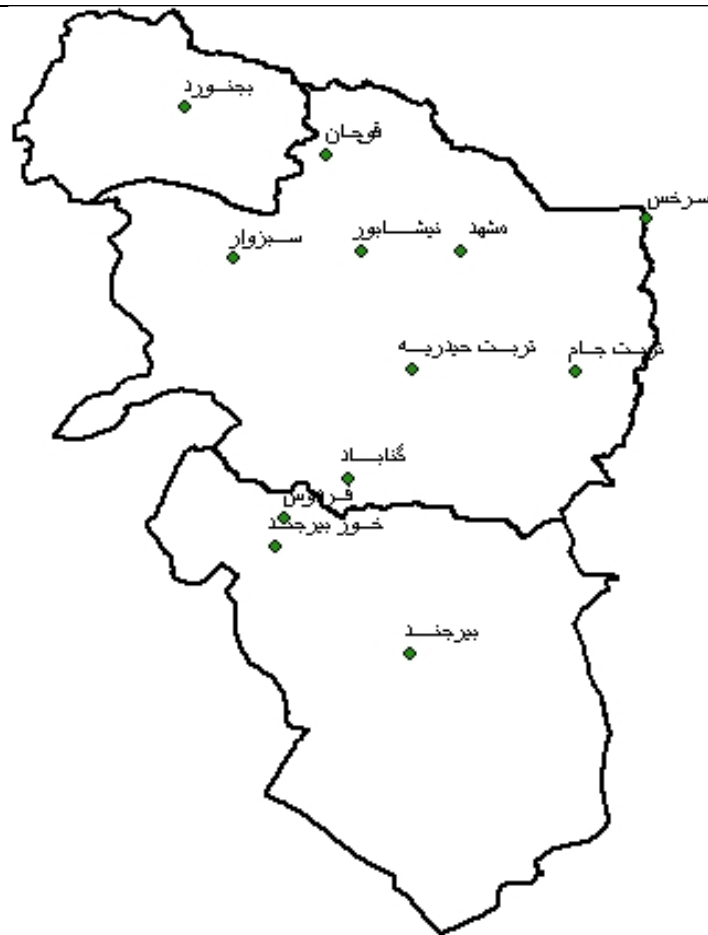 بجنورد
قوچان
سرخس
مشهد
نیشابور
سبزوار
تربت جام
تربت حیدریه
گناباد
فردوس
خور بیرجند
بیرجند